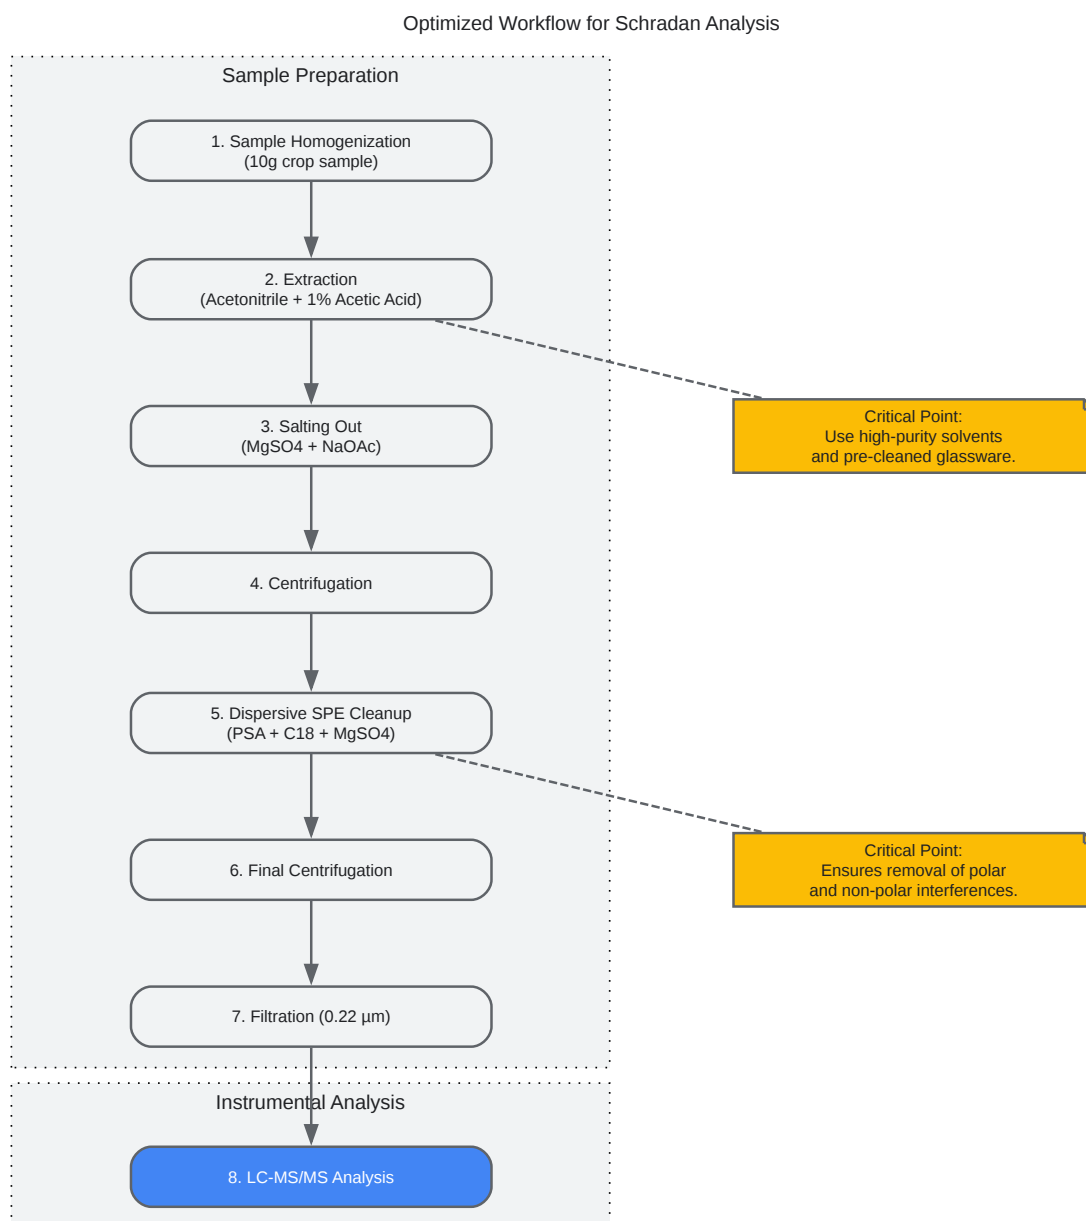 Optimized Workflow for Schradan Analysis
Sample Preparation
1. Sample Homogenization
(10g crop sample)
2. Extraction
(Acetonitrile + 1% Acetic Acid)
3. Salting Out
(MgSO4 + NaOAc)
Critical Point:
Use high-purity solvents
and pre-cleaned glassware.
4. Centrifugation
5. Dispersive SPE Cleanup
(PSA + C18 + MgSO4)
Critical Point:
Ensures removal of polar
and non-polar interferences.
6. Final Centrifugation
7. Filtration (0.22 µm)
Instrumental Analysis
8. LC-MS/MS Analysis